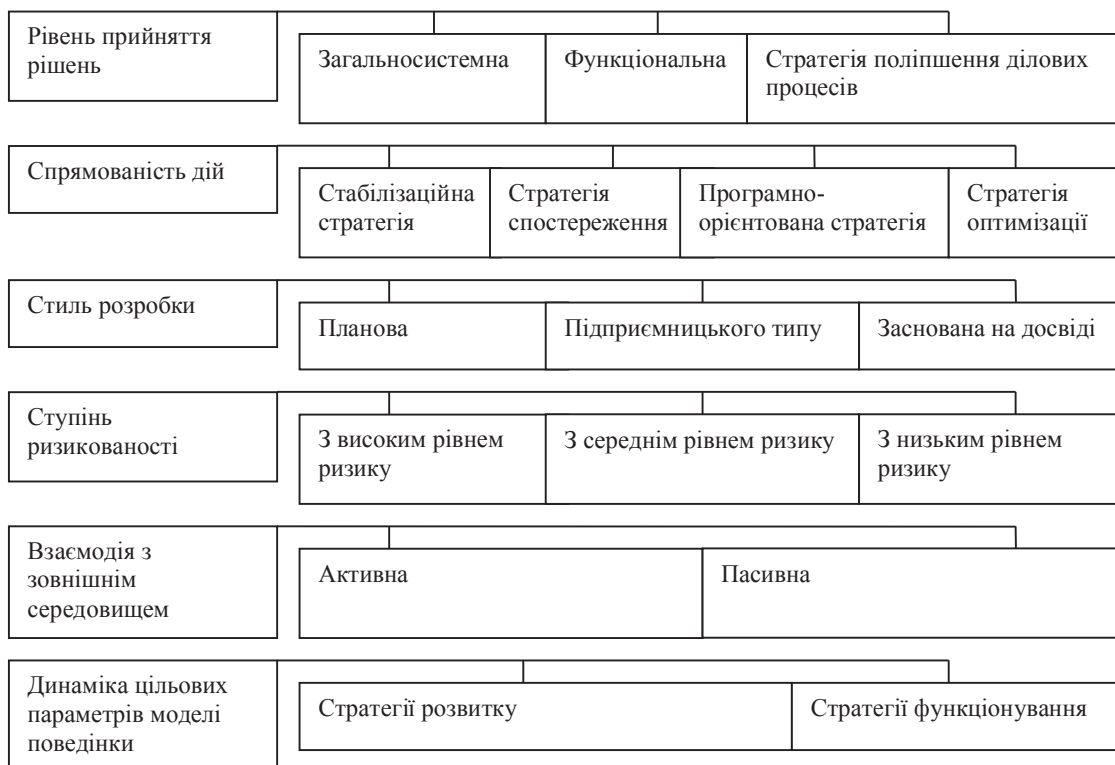 Рівень прийняття
рішень
Загальносистемна
Функціональна
Стратегія поліпшення ділових
процесів
Спрямованість дій
Стабілізаційна
стратегія
Стратегія
спостереження
Програмно-
орієнтована стратегія
Стратегія
оптимізації
Стиль розробки
Планова
Підприємницького типу
Заснована на досвіді
Ступінь
ризикованості
З високим рівнем
ризику
З середнім рівнем ризику
З низьким рівнем
ризику
Взаємодія з
зовнішнім
середовищем
Активна
Пасивна
Динаміка цільових
параметрів моделі
поведінки
Стратегії розвитку
Стратегії функціонування